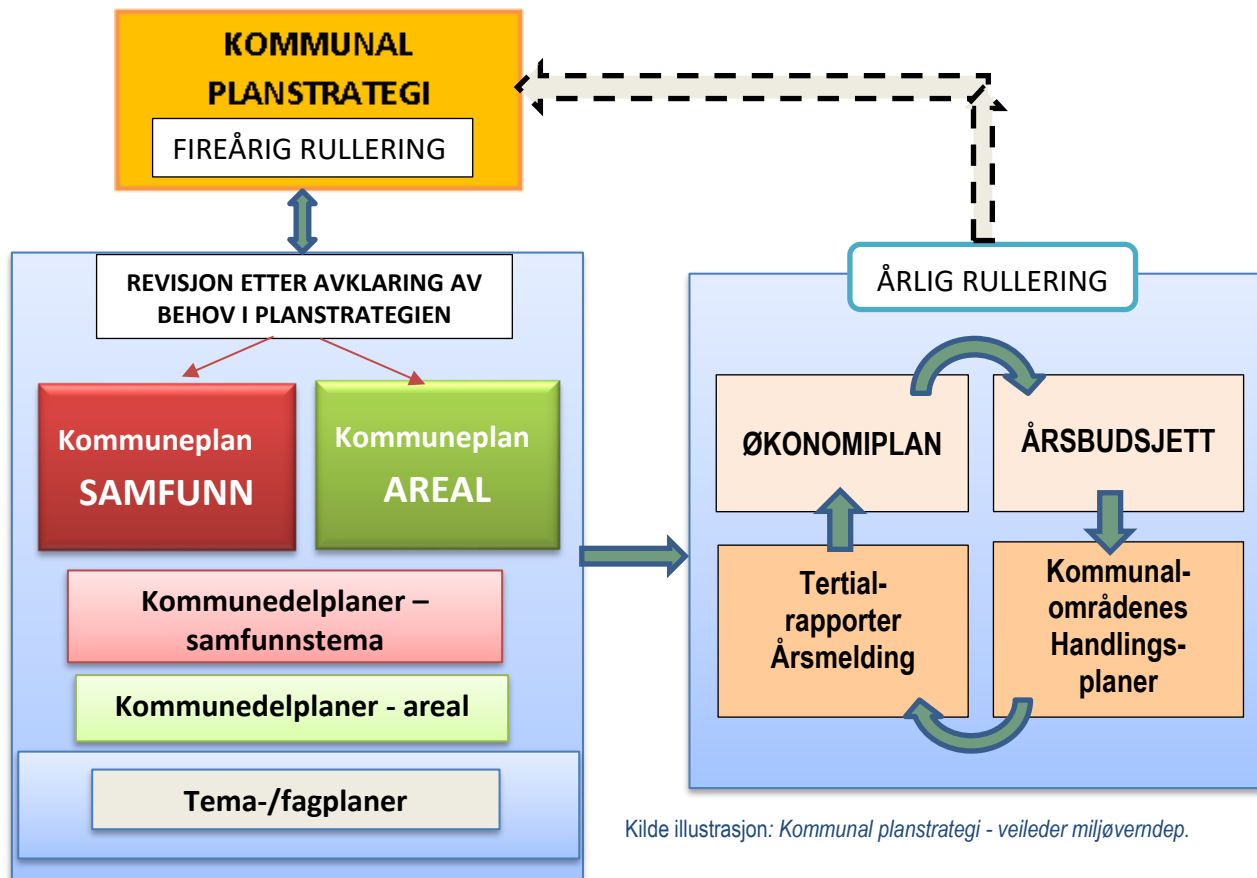 KOMMUNAL
PLANSTRATEGI
FIREÅRIG RULLERING
REVISJON ETTER AVKLARING AV
BEHOV I PLANSTRATEGIEN
Kommuneplan
SAMFUNN
Kommuneplan
AREAL
Kommunedelplaner –
samfunnstema
Kommunedelplaner - areal
Tema-/fagplaner
ÅRLIG RULLERING
ØKONOMIPLAN
ÅRSBUDSJETT
Tertial-
rapporter
Årsmelding
Kommunal-
områdenes
Handlings-
planer
Kilde illustrasjon: Kommunal planstrategi - veileder miljøverndep.